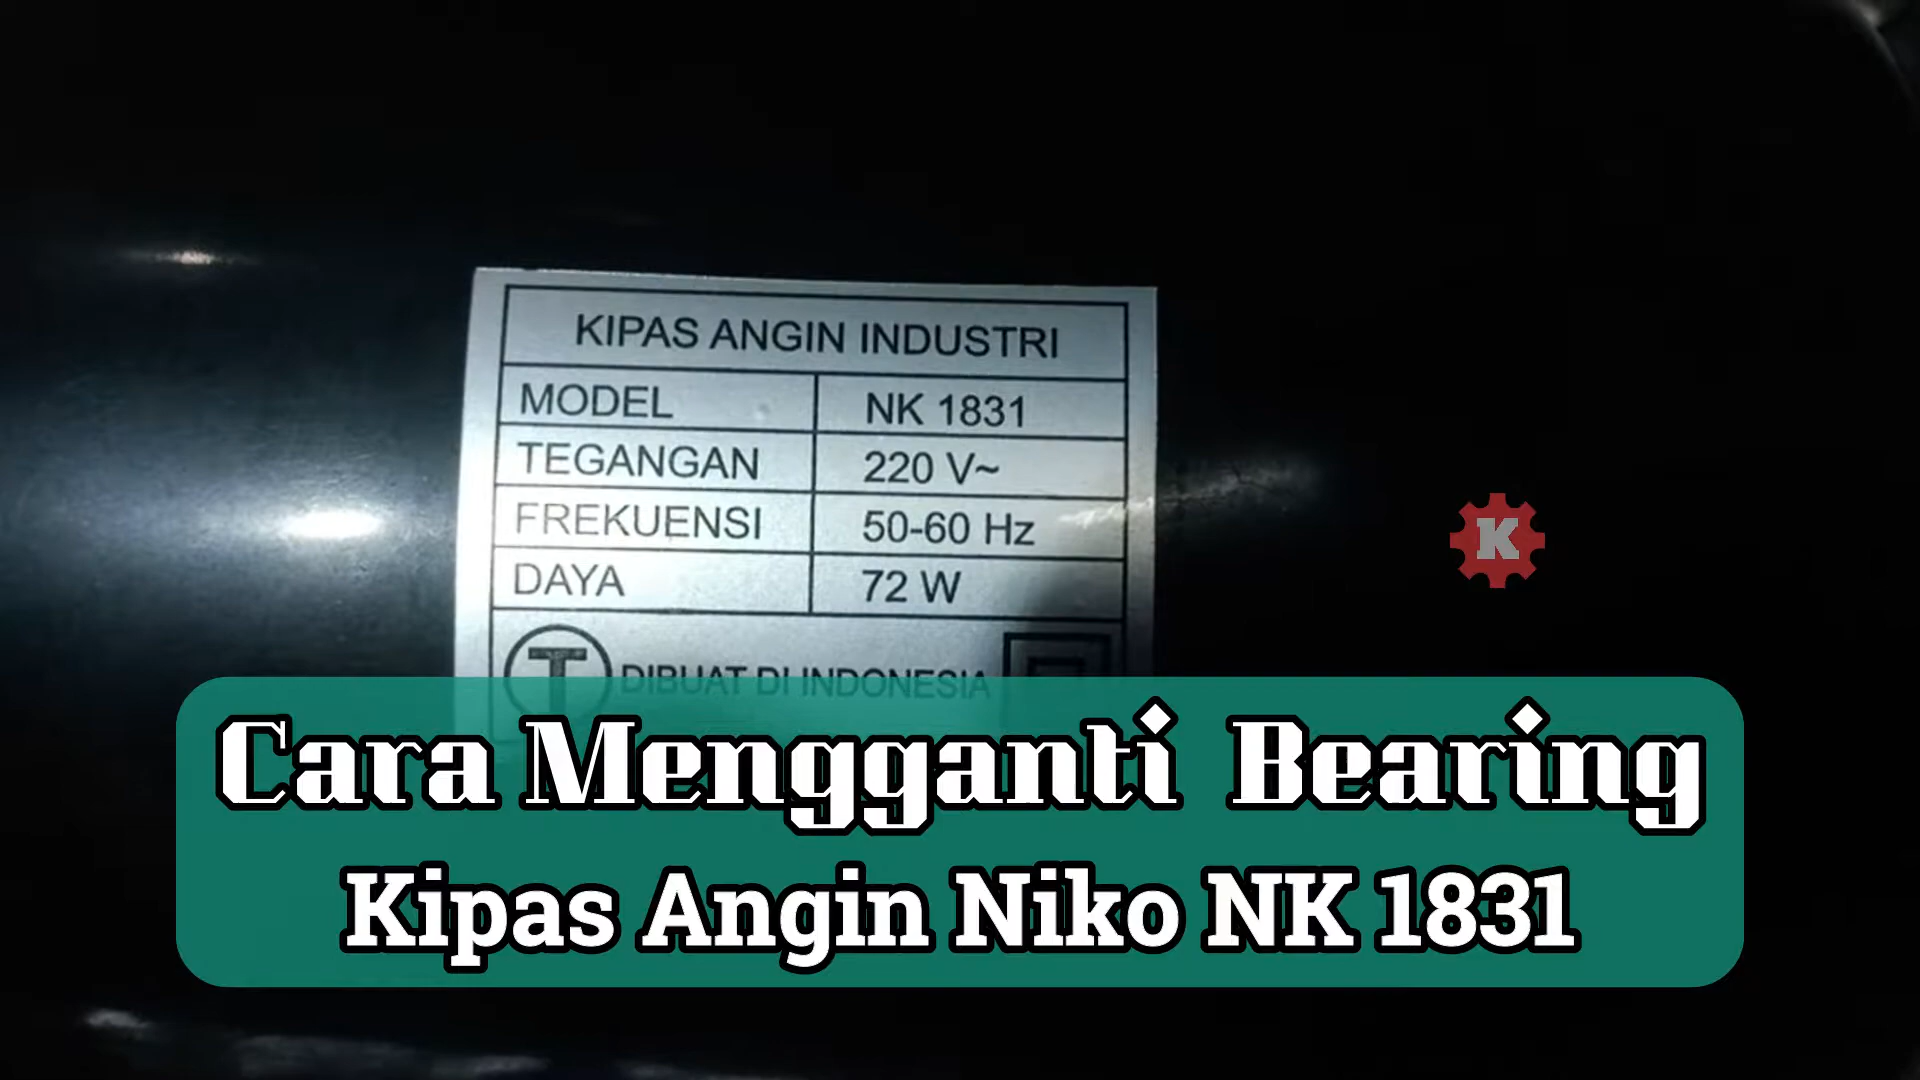 KIPAS ANGIN INDUSTRI
MODEL NK 1831
TEGANGAN 220 V~
FREKUENSI 50-60 Hz
DAYA 72 W
T DIBUAT DI INDONESIA
K
Cara Mengganti Bearing
Kipas Angin Niko NK 1831